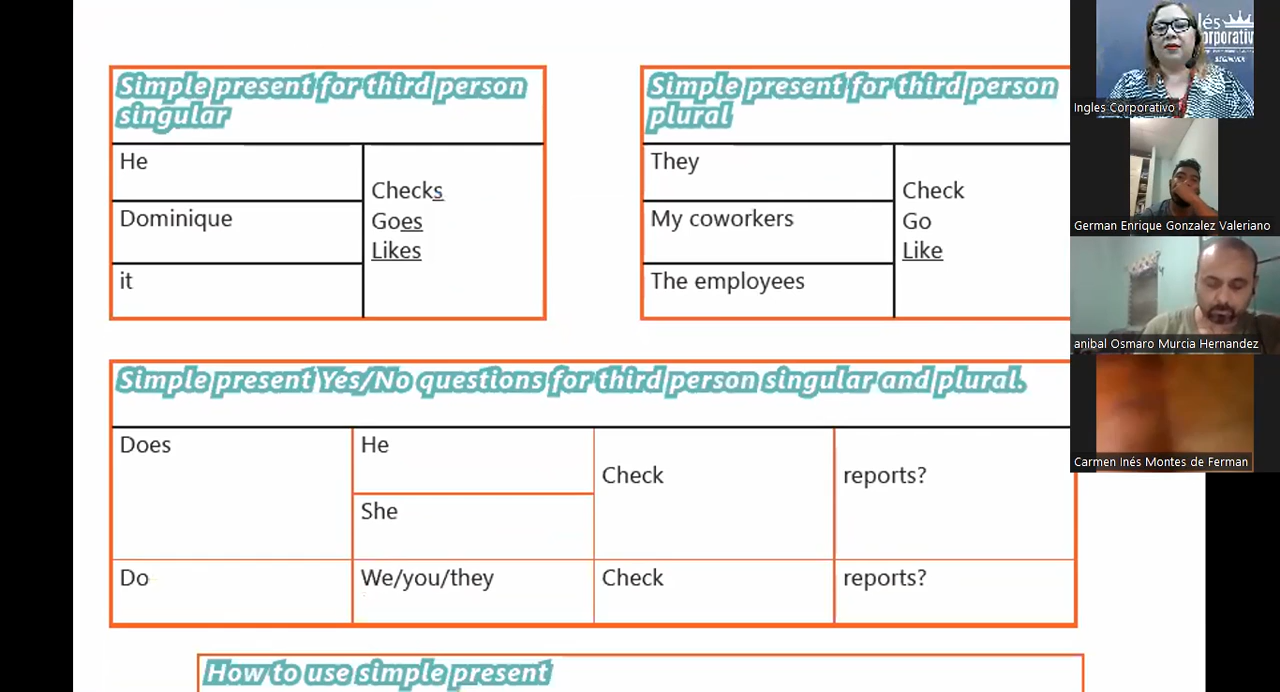 Simple present for third person
singular
He
Dominique
it
Checks
Goes
Likes
Simple present for third person
plural
They
My coworkers
The employees
Check
Go
Like
Simple present Yes/No questions for third person singular and plural.
Does
He
She
Check
reports?
Do
We/you/they
Check
reports?
How to use simple present
Ingles Corporativo
German Enrique Gonzalez Valeriano
anibal Osmaro Murcia Hernandez
Carmen Inés Montes de Ferman